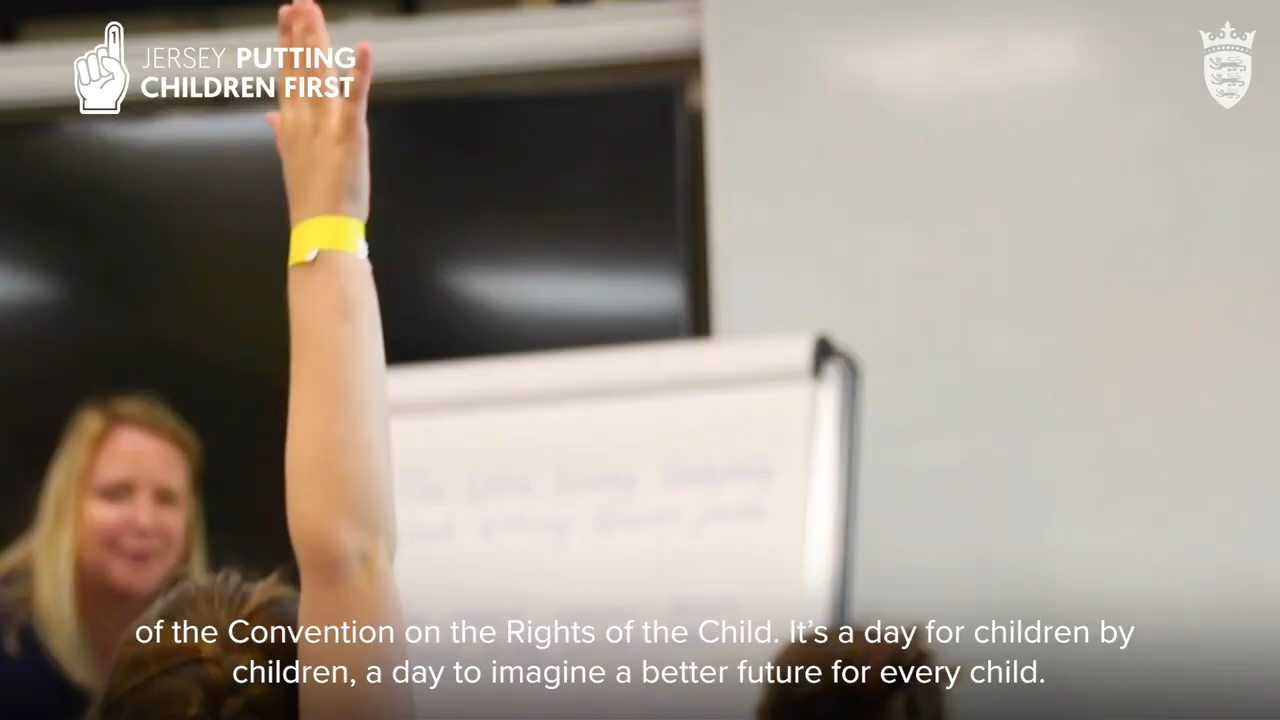 JERSEY PUTTING
CHILDREN FIRST
of the Convention on the Rights of the Child. It’s a day for children by
children, a day to imagine a better future for every child.